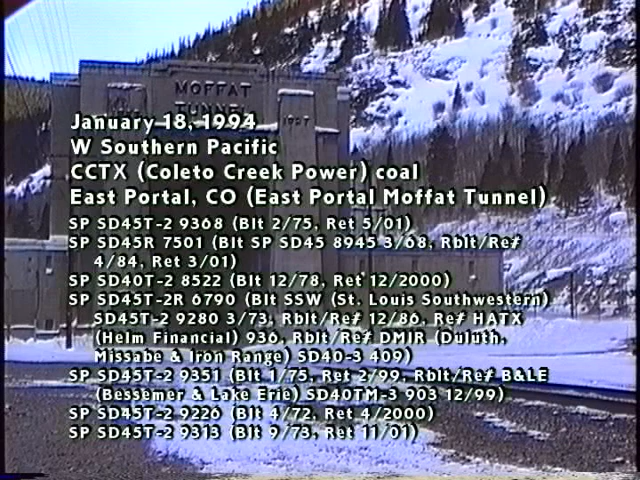 MOFFAT
TUNNEL
1927
January 18, 1994
W Southern Pacific
CCTX (Coleto Creek Power) coal
East Portal, CO (East Portal Moffat Tunnel)
SP SD45T-2 9368 (Blt 2/75, Ret 5/01)
SP SD45R 7501 (Blt SP SD45 8945 3/68, Rblt/Re#
4/84, Ret 3/01)
SP SD40T-2 8522 (Blt 12/78, Ret 12/2000)
SP SD45T-2R 6790 (Blt SSW (St. Louis Southwestern)
SD45T-2 9280 3/73, Rblt/Re# 12/86, Re# HATX
(Helm Financial) 936, Rblt/Re# DMIR (Duluth,
Missabe & Iron Range) SD40-3 409)
SP SD45T-2 9351 (Blt 1/75, Ret 2/99, Rblt/Re# B&LE
(Bessemer & Lake Erie) SD40TM-3 903 12/99)
SP SD45T-2 9226 (Blt 4/72, Ret 4/2000)
SP SD45T-2 9313 (Blt 9/73, Ret 11/01)